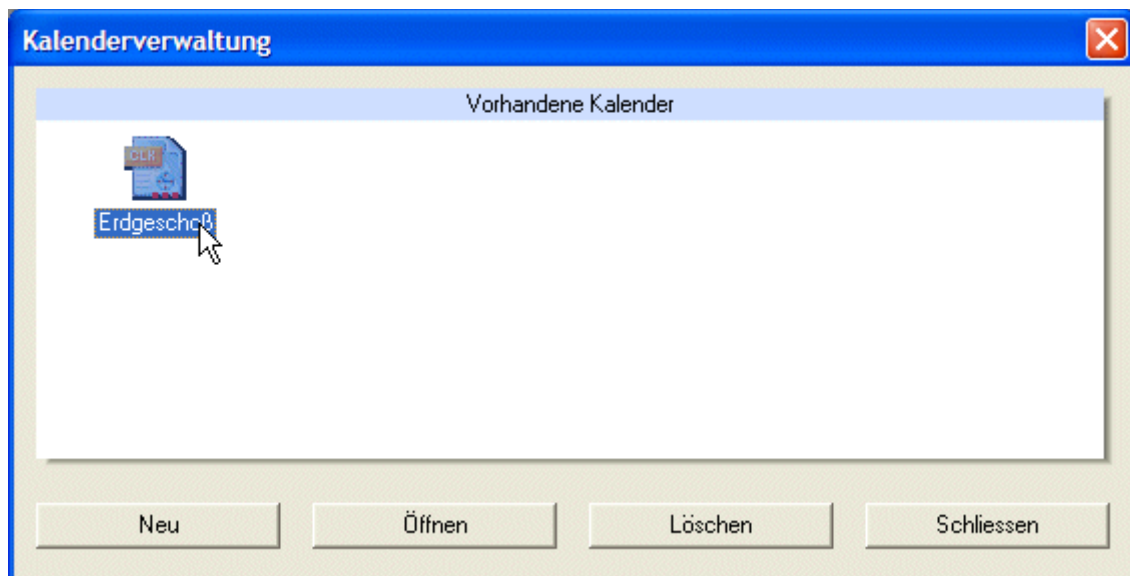 Kalenderverwaltung
Vorhandene Kalender
Erdgeschoß
Neu
Öffnen
Löschen
Schliessen